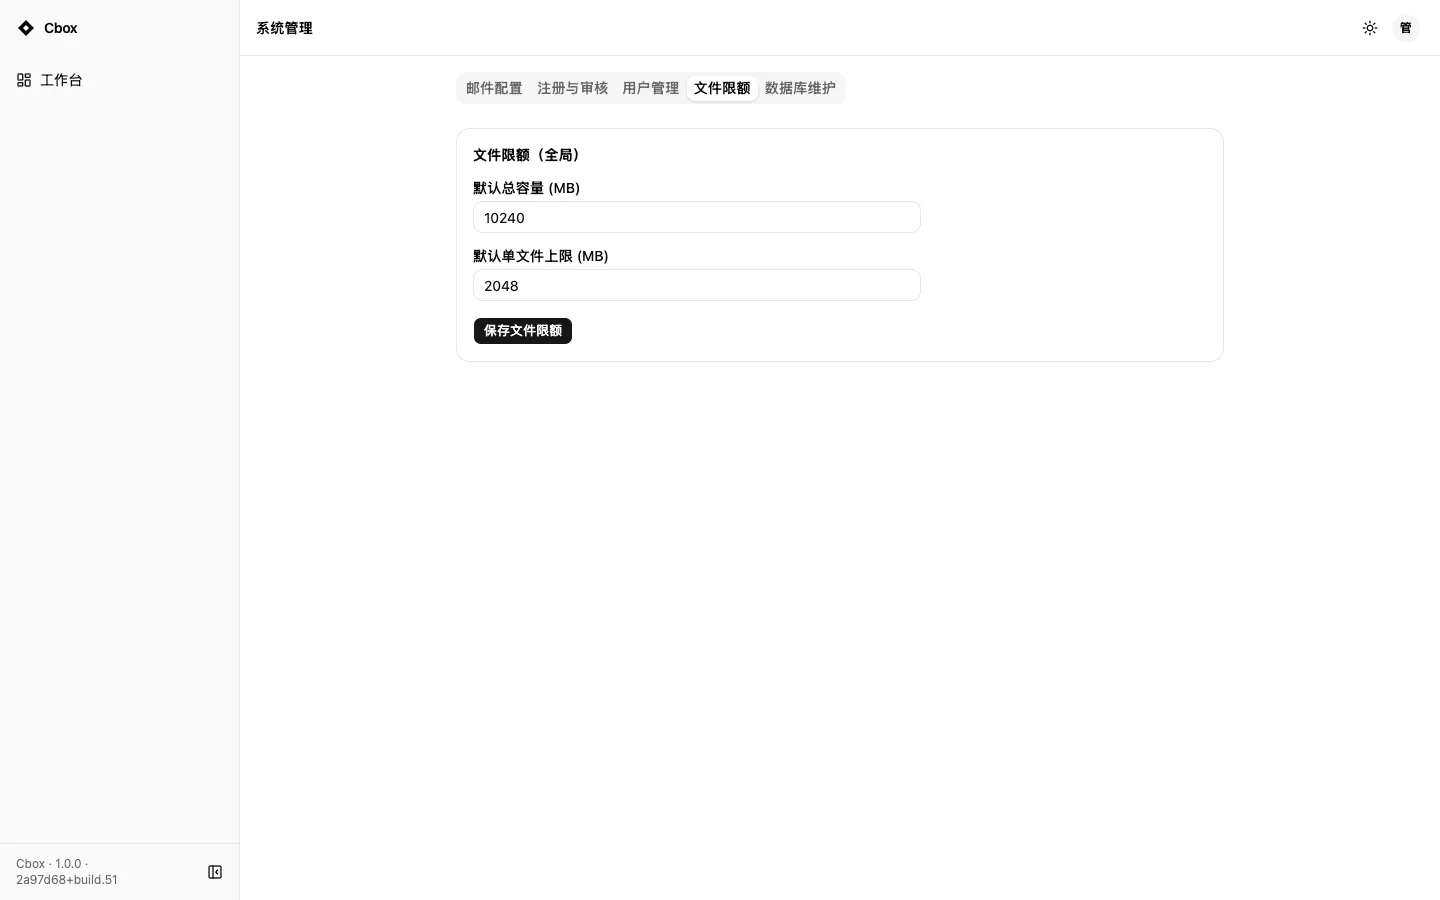 Cbox
系统管理
管
工作台
邮件配置 注册与审核 用户管理 文件限额 数据库维护
文件限额（全局）
默认总容量 (MB)
10240
默认单文件上限 (MB)
2048
保存文件限额
Cbox · 1.0.0 ·
2a97d68+build.51